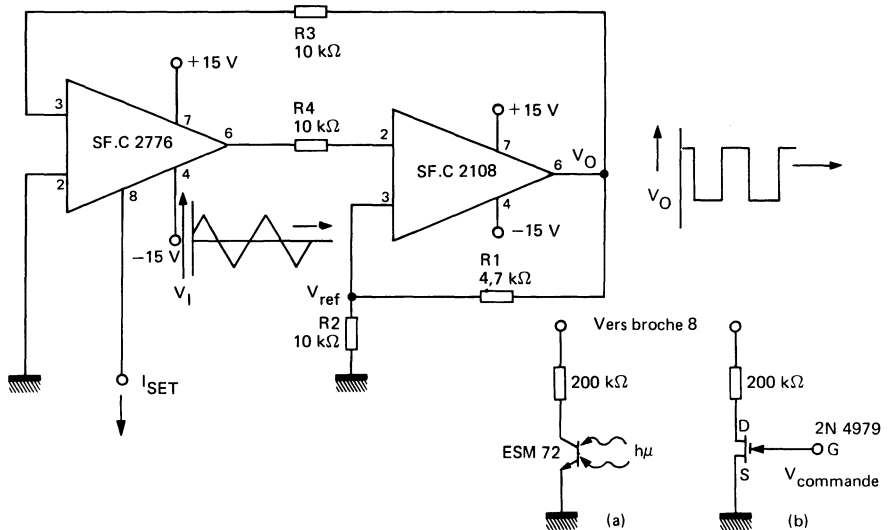 R3
10 kΩ
+15 V
3
7
SF.C 2776
6
2
4
8
−15 V
V_I
I_SET
R4
10 kΩ
+15 V
2
7
SF.C 2108
6
V_O
3
4
−15 V
R1
4,7 kΩ
V_ref
R2
10 kΩ
V_O
Vers broche 8
200 kΩ
ESM 72
hμ
(a)
200 kΩ
D
2N 4979
G
S
V_commande
(b)